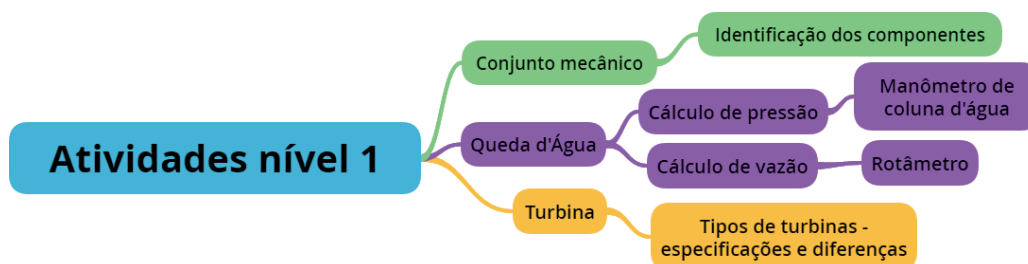 Atividades nível 1
Conjunto mecânico
Identificação dos componentes
Queda d'Água
Cálculo de pressão
Manômetro de
coluna d'água
Cálculo de vazão
Rotâmetro
Turbina
Tipos de turbinas -
especificações e diferenças